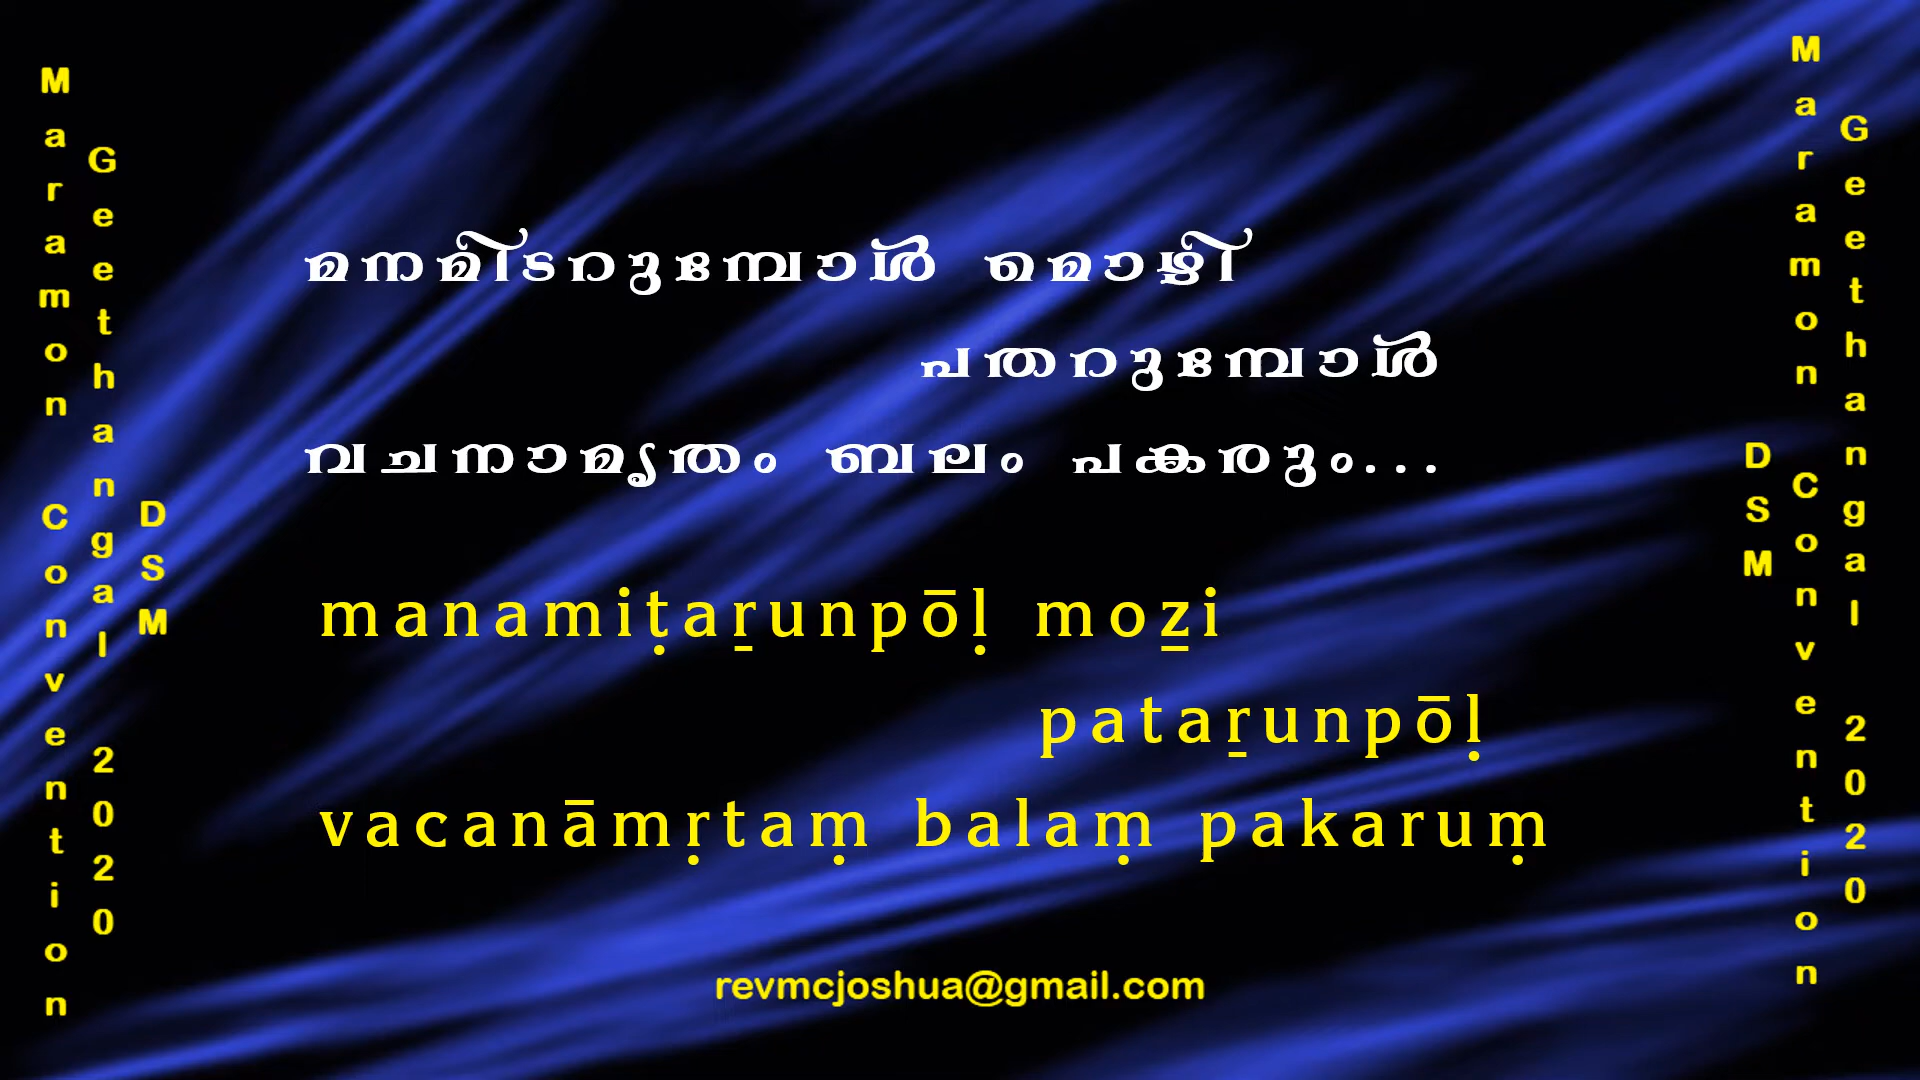 Maramon Convention
Geethangal 2020
DSM
മനമിടറുമ്പോൾ മൊഴി
പതറുമ്പോൾ
വചനാമൃതം ബലം പകരും...
manamiṭaṟunpōḷ moẕi
pataṟunpōḷ
vacanāmṛtaṃ balaṃ pakaruṃ
revmcjoshua@gmail.com
DSM
Maramon Convention
Geethangal 2020